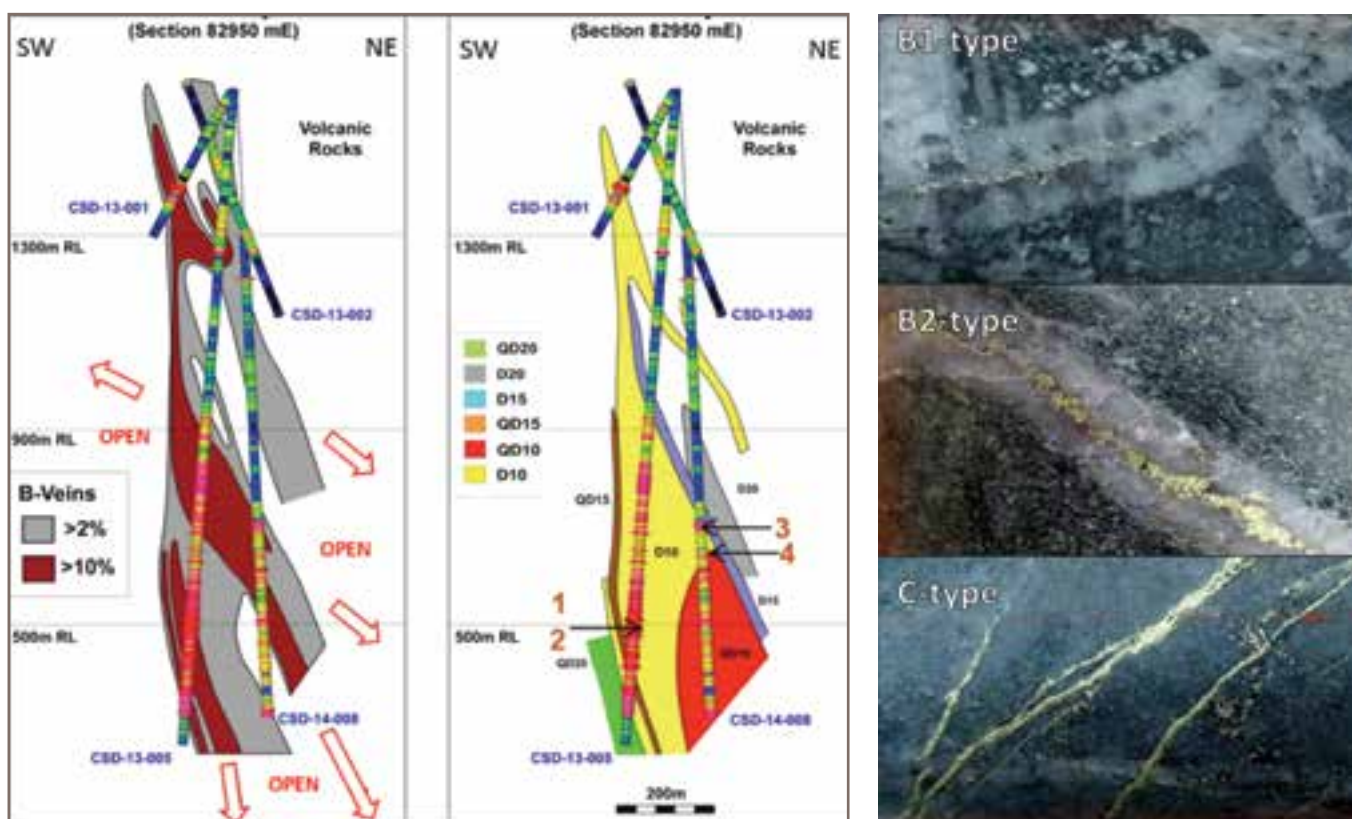 (Section 82950 mE)
SW
NE
Volcanic
Rocks
CSD-13-001
1300m RL
CSD-13-002
900m RL
OPEN
B-Veins
>2%
>10%
OPEN
500m RL
CSD-14-008
CSD-13-005
OPEN
(Section 82950 mE)
SW
NE
Volcanic
Rocks
CSD-13-001
1300m RL
CSD-13-002
QD20
D20
D15
QD15
QD10
D10
900m RL
QD15
D20
3
D10
4
1
D15
500m RL
2
QD20
QD10
CSD-14-008
CSD-13-005
200m
B1-type
B2-type
C-type